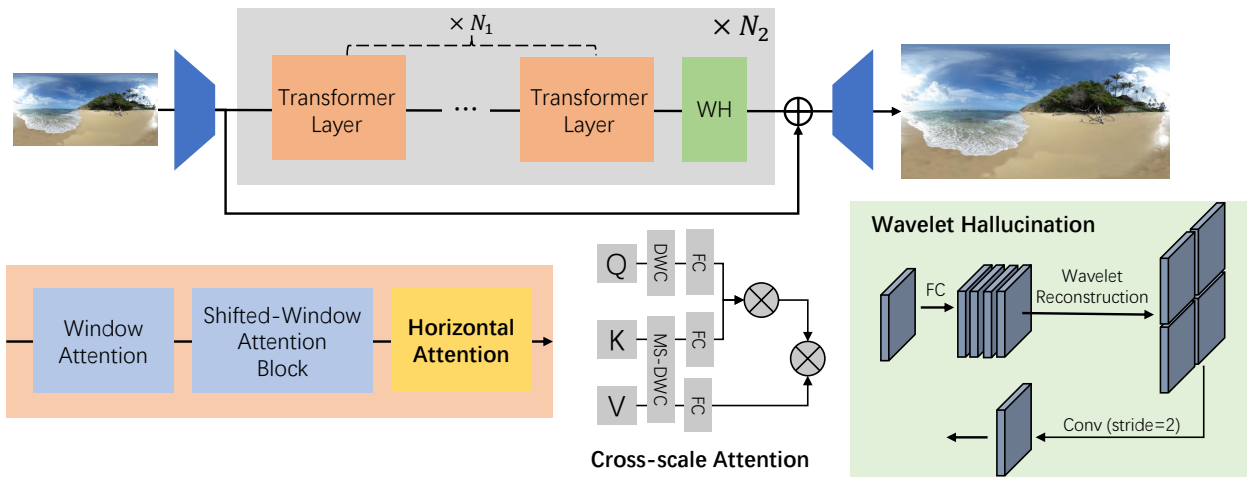 × N₁
× N₂
Transformer
Layer
...
Transformer
Layer
WH
Window
Attention
Shifted-Window
Attention
Block
Horizontal
Attention
Q
DWC
FC
K
MS-DWC
FC
V
FC
Cross-scale Attention
Wavelet Hallucination
FC
Wavelet
Reconstruction
Conv (stride=2)